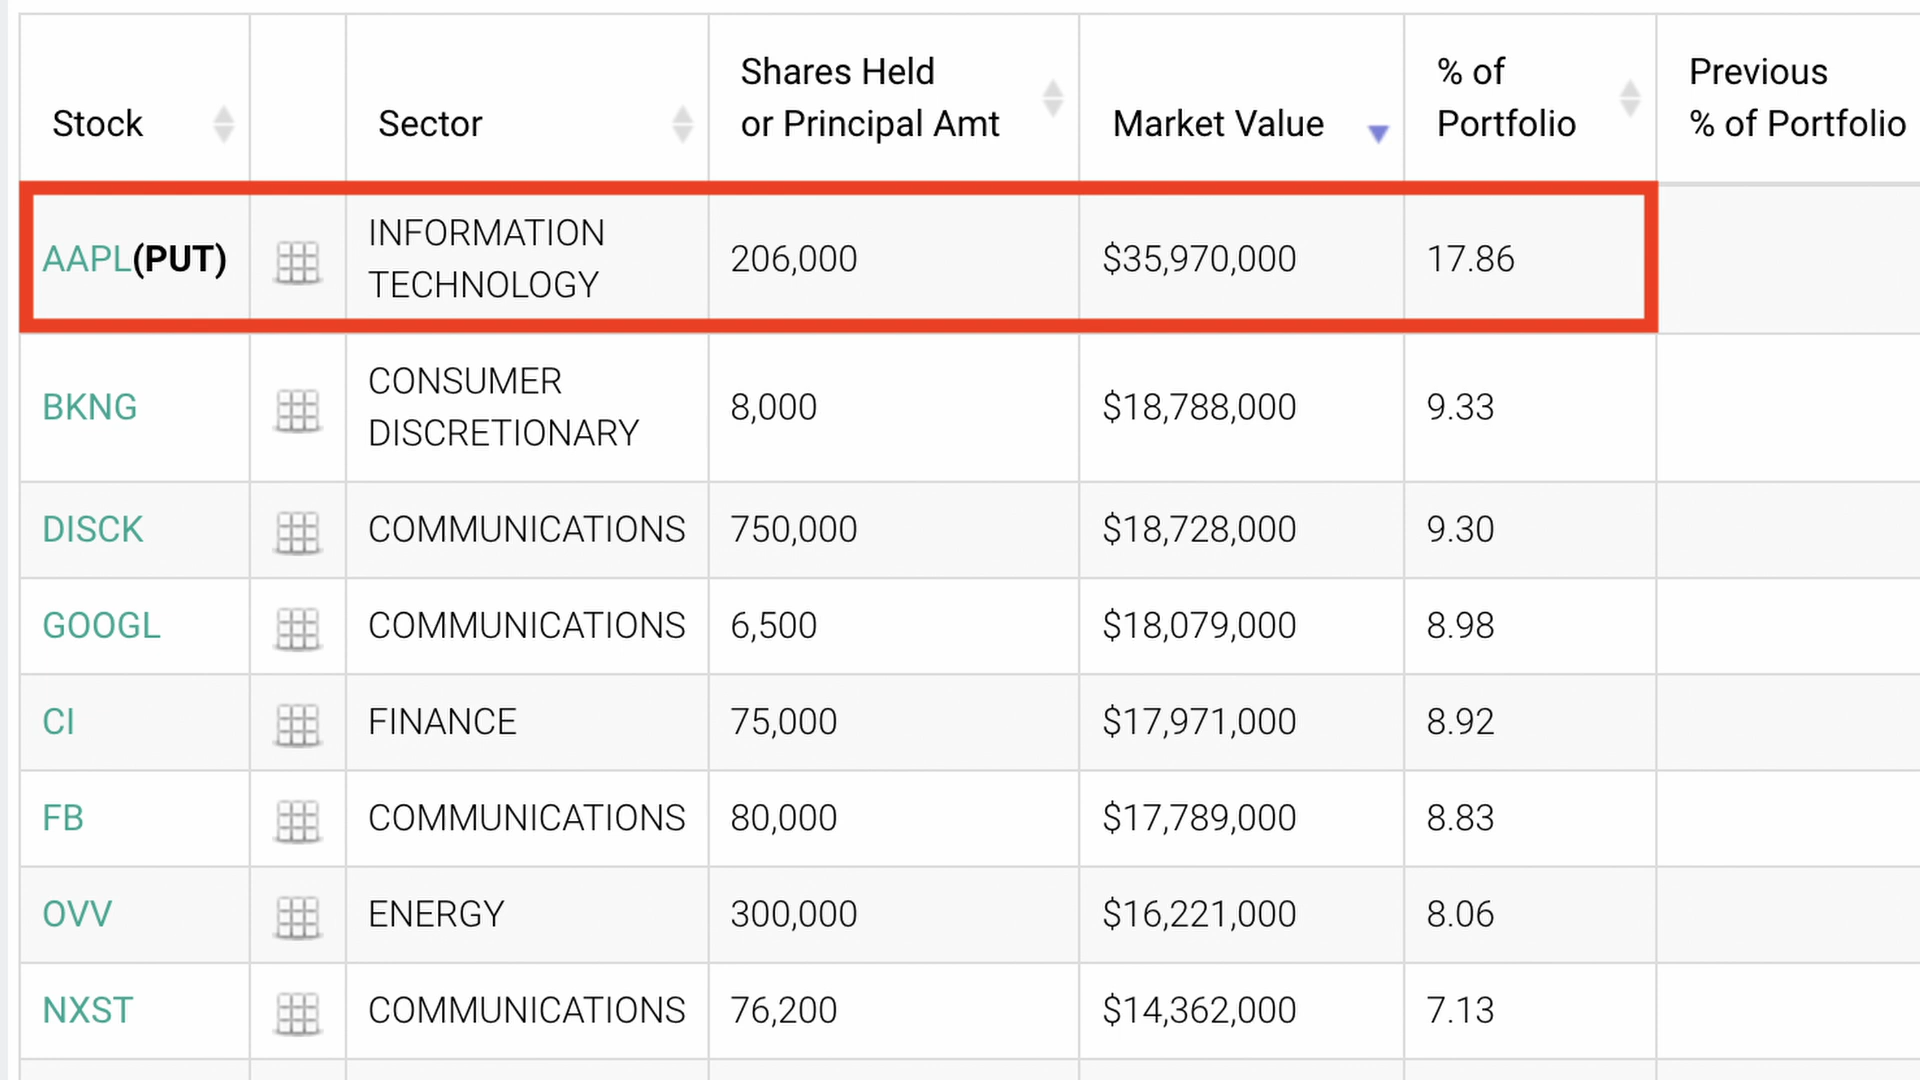 Stock
Sector
Shares Held
or Principal Amt
Market Value
% of
Portfolio
Previous
% of Portfolio
AAPL(PUT)
INFORMATION
TECHNOLOGY
206,000
$35,970,000
17.86
BKNG
CONSUMER
DISCRETIONARY
8,000
$18,788,000
9.33
DISCK
COMMUNICATIONS
750,000
$18,728,000
9.30
GOOGL
COMMUNICATIONS
6,500
$18,079,000
8.98
CI
FINANCE
75,000
$17,971,000
8.92
FB
COMMUNICATIONS
80,000
$17,789,000
8.83
OVV
ENERGY
300,000
$16,221,000
8.06
NXST
COMMUNICATIONS
76,200
$14,362,000
7.13